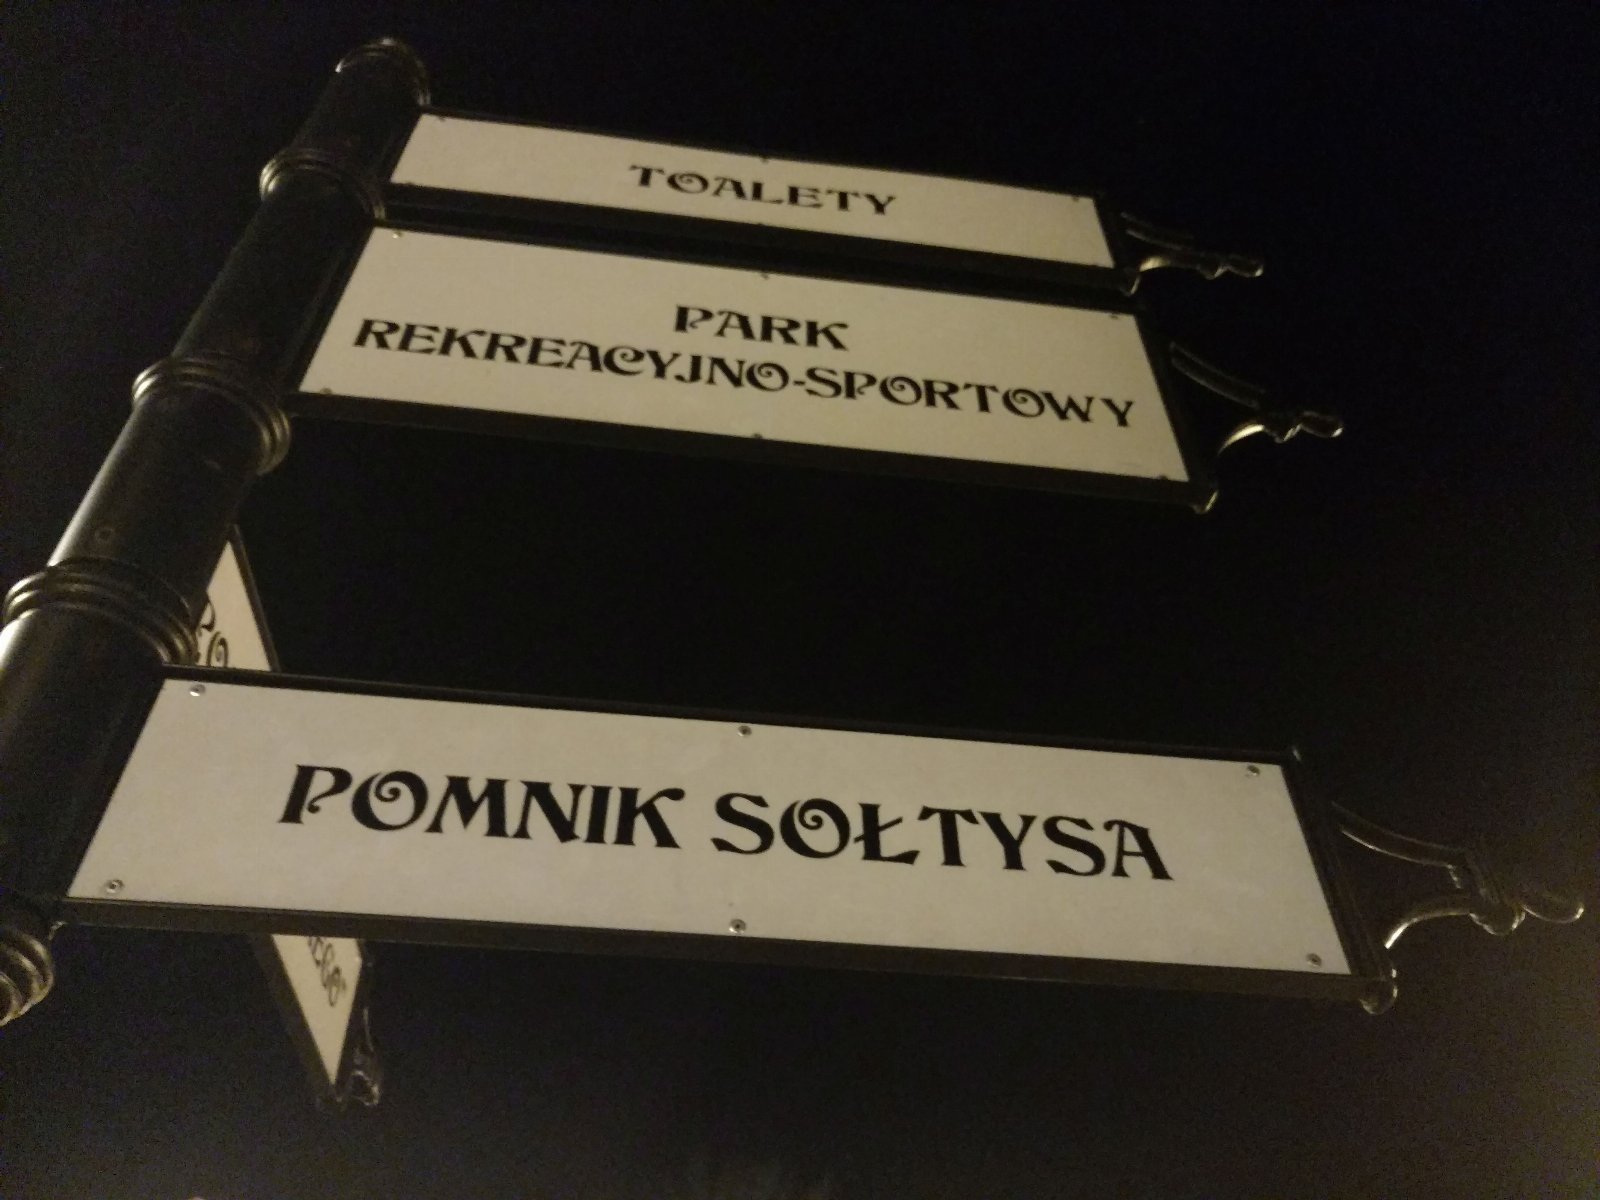 TOALETY
PARK
REKREACYJNO-SPORTOWY
POMNIK SOŁTYSA